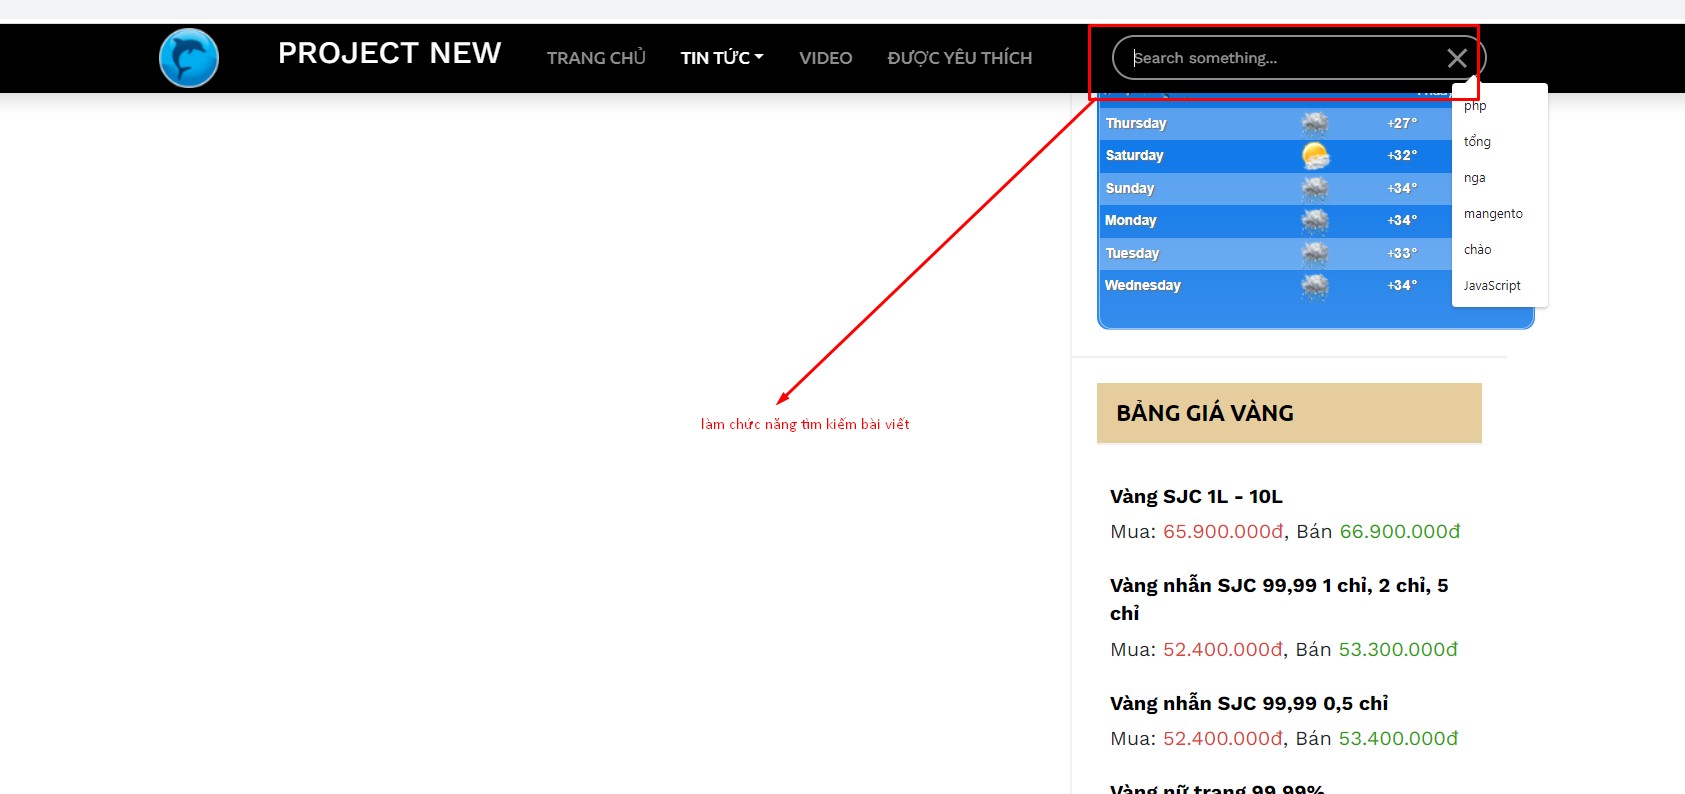 PROJECT NEW
TRANG CHỦ
TIN TỨC
VIDEO
ĐƯỢC YÊU THÍCH
Search something...
php
tổng
nga
mangento
chào
JavaScript
Thursday +27°
Saturday +32°
Sunday +34°
Monday +34°
Tuesday +33°
Wednesday +34°
làm chức năng tìm kiếm bài viết
BẢNG GIÁ VÀNG
Vàng SJC 1L - 10L
Mua: 65.900.000đ, Bán 66.900.000đ
Vàng nhẫn SJC 99,99 1 chỉ, 2 chỉ, 5
chỉ
Mua: 52.400.000đ, Bán 53.300.000đ
Vàng nhẫn SJC 99,99 0,5 chỉ
Mua: 52.400.000đ, Bán 53.400.000đ
Vàng nữ trang 99,99%